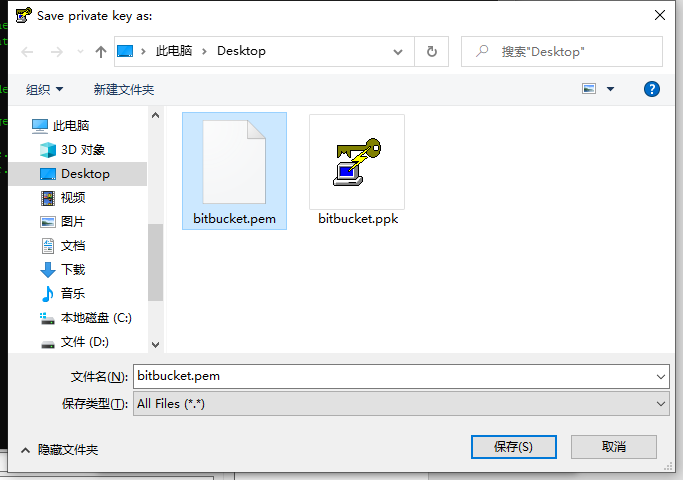 Save private key as:
此电脑 Desktop
搜索"Desktop"
组织 新建文件夹
此电脑
3D 对象
Desktop
视频
图片
文档
下载
音乐
本地磁盘 (C:)
文件 (D:)
bitbucket.pem
bitbucket.ppk
文件名(N): bitbucket.pem
保存类型(T): All Files (*.*)
隐藏文件夹
保存(S)
取消